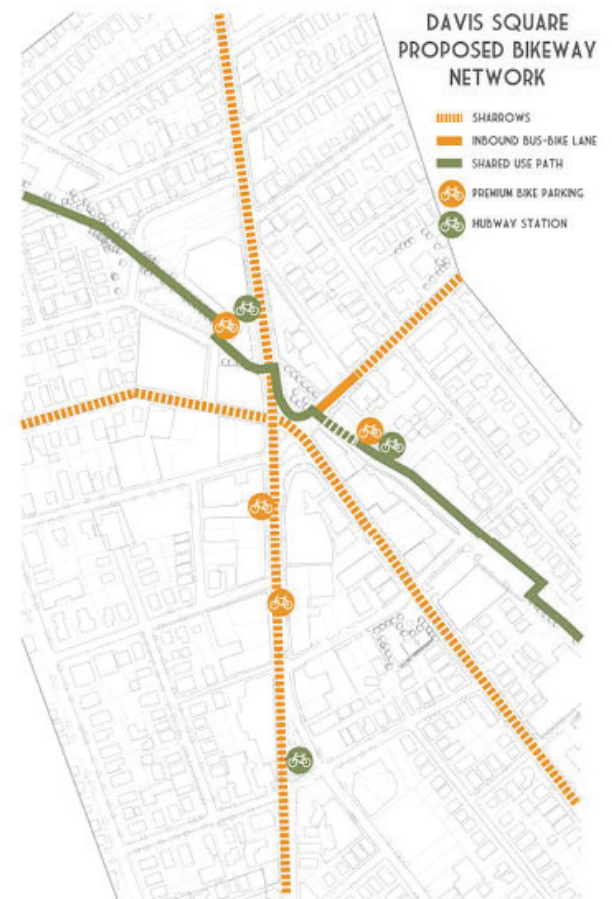 DAVIS SQUARE
PROPOSED BIKEWAY
NETWORK
SHARROWS
INBOUND BUS-BIKE LANE
SHARED USE PATH
PREMIUM BIKE PARKING
HUBWAY STATION